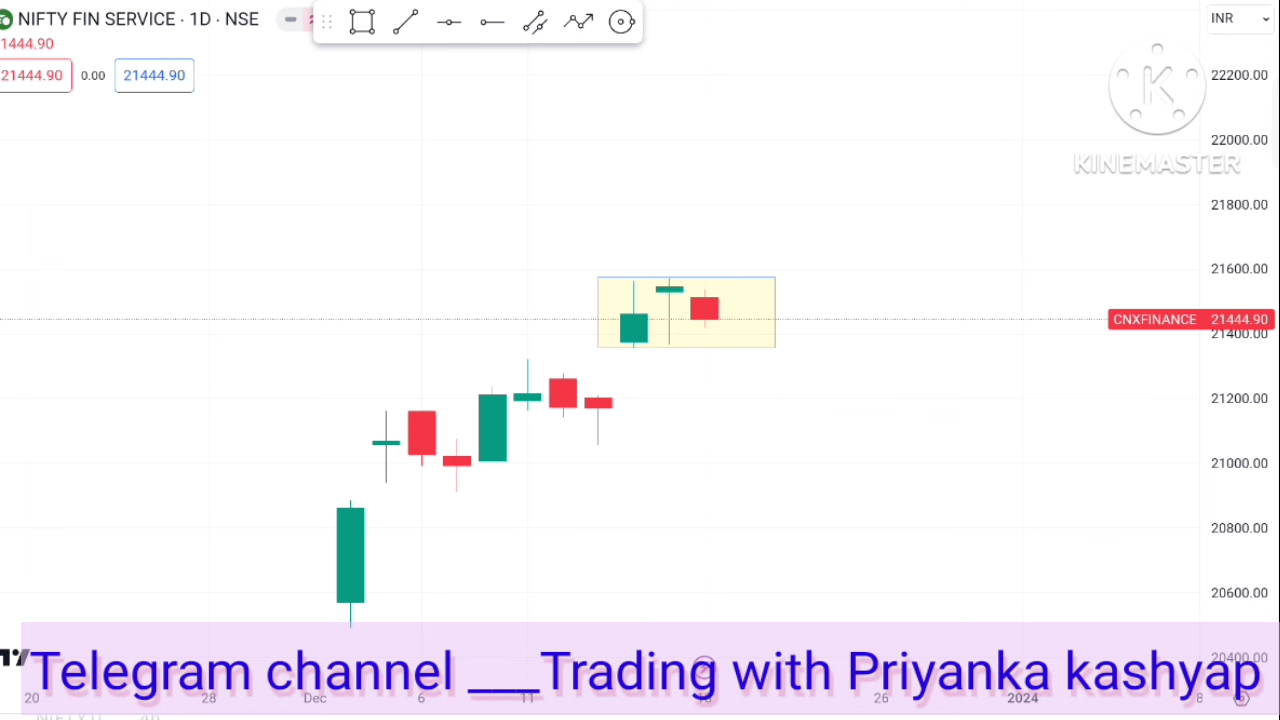 NIFTY FIN SERVICE · 1D · NSE
INR
1444.90
21444.90 0.00 21444.90
22200.00
K
KINEMASTER
22000.00
21800.00
21600.00
CNXFINANCE 21444.90
21400.00
21200.00
21000.00
20800.00
20600.00
20400.00
Telegram channel ___Trading with Priyanka kashyap
20 28 Dec 6 11 26 2024 8